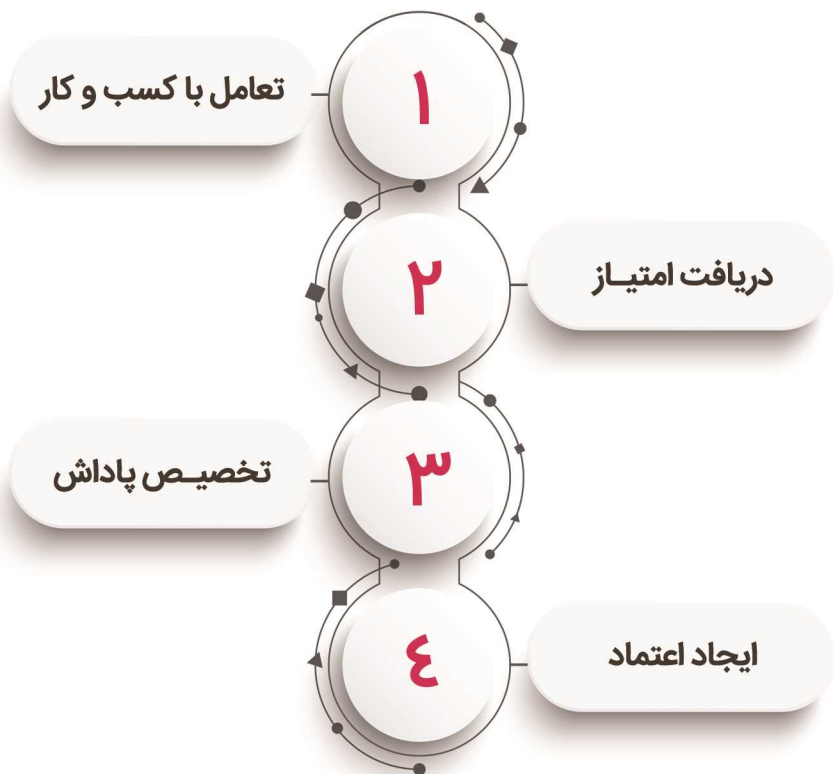 ۱
تعامل با کسب و کار
۲
دریافت امتیـاز
۳
تخصیـص پاداش
٤
ایجاد اعتماد